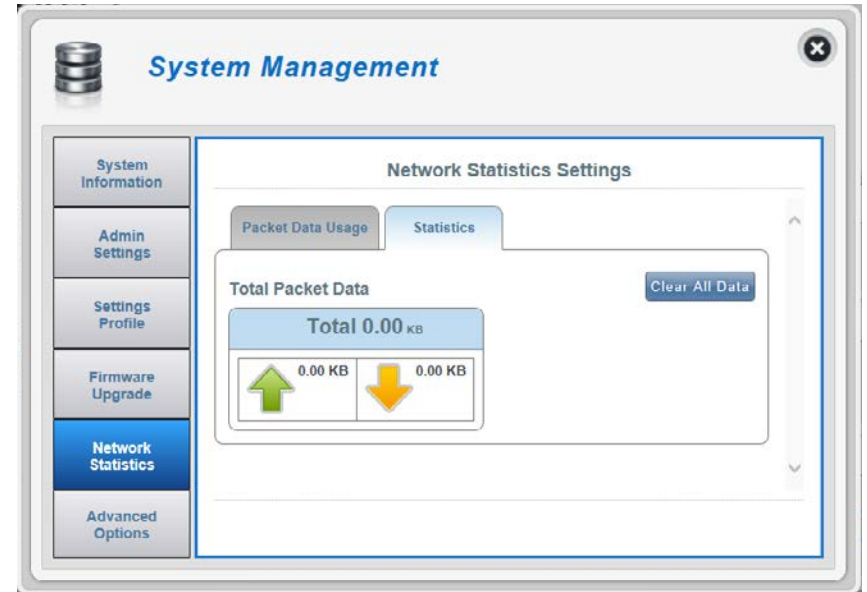 System Management
System
Information
Admin
Settings
Settings
Profile
Firmware
Upgrade
Network
Statistics
Advanced
Options
Network Statistics Settings
Packet Data Usage
Statistics
Total Packet Data
Clear All Data
Total 0.00 KB
0.00 KB
0.00 KB